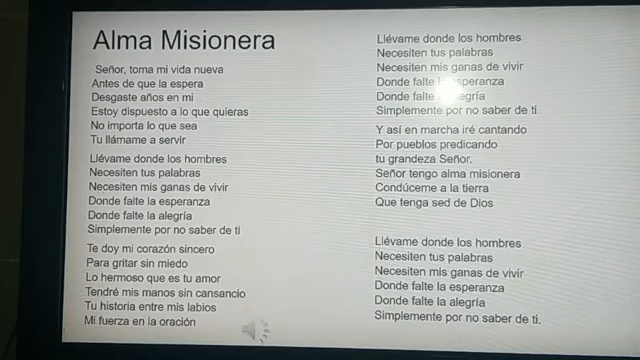 Alma Misionera
Señor, toma mi vida nueva
Antes de que la espera
Desgaste años en mi
Estoy dispuesto a lo que quieras
No importa lo que sea
Tu llámame a servir
Llévame donde los hombres
Necesiten tus palabras
Necesiten mis ganas de vivir
Donde falte la esperanza
Donde falte la alegría
Simplemente por no saber de ti
Te doy mi corazón sincero
Para gritar sin miedo
Lo hermoso que es tu amor
Tendré mis manos sin cansancio
Tu historia entre mis labios
Mi fuerza en la oración
Llévame donde los hombres
Necesiten tus palabras
Necesiten mis ganas de vivir
Donde falte speranza
Donde falte egría
Simplemente por no saber de ti
Y así en marcha iré cantando
Por pueblos predicando
tu grandeza Señor.
Señor tengo alma misionera
Condúceme a la tierra
Que tenga sed de Dios
Llévame donde los hombres
Necesiten tus palabras
Necesiten mis ganas de vivir
Donde falte la esperanza
Donde falte la alegría
Simplemente por no saber de ti.